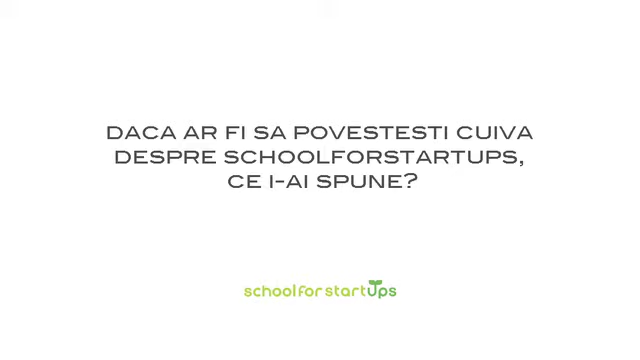 DACA AR FI SA POVESTESTI CUIVA
DESPRE SCHOOLFORSTARTUPS,
CE I-AI SPUNE?
schoolforstartUps